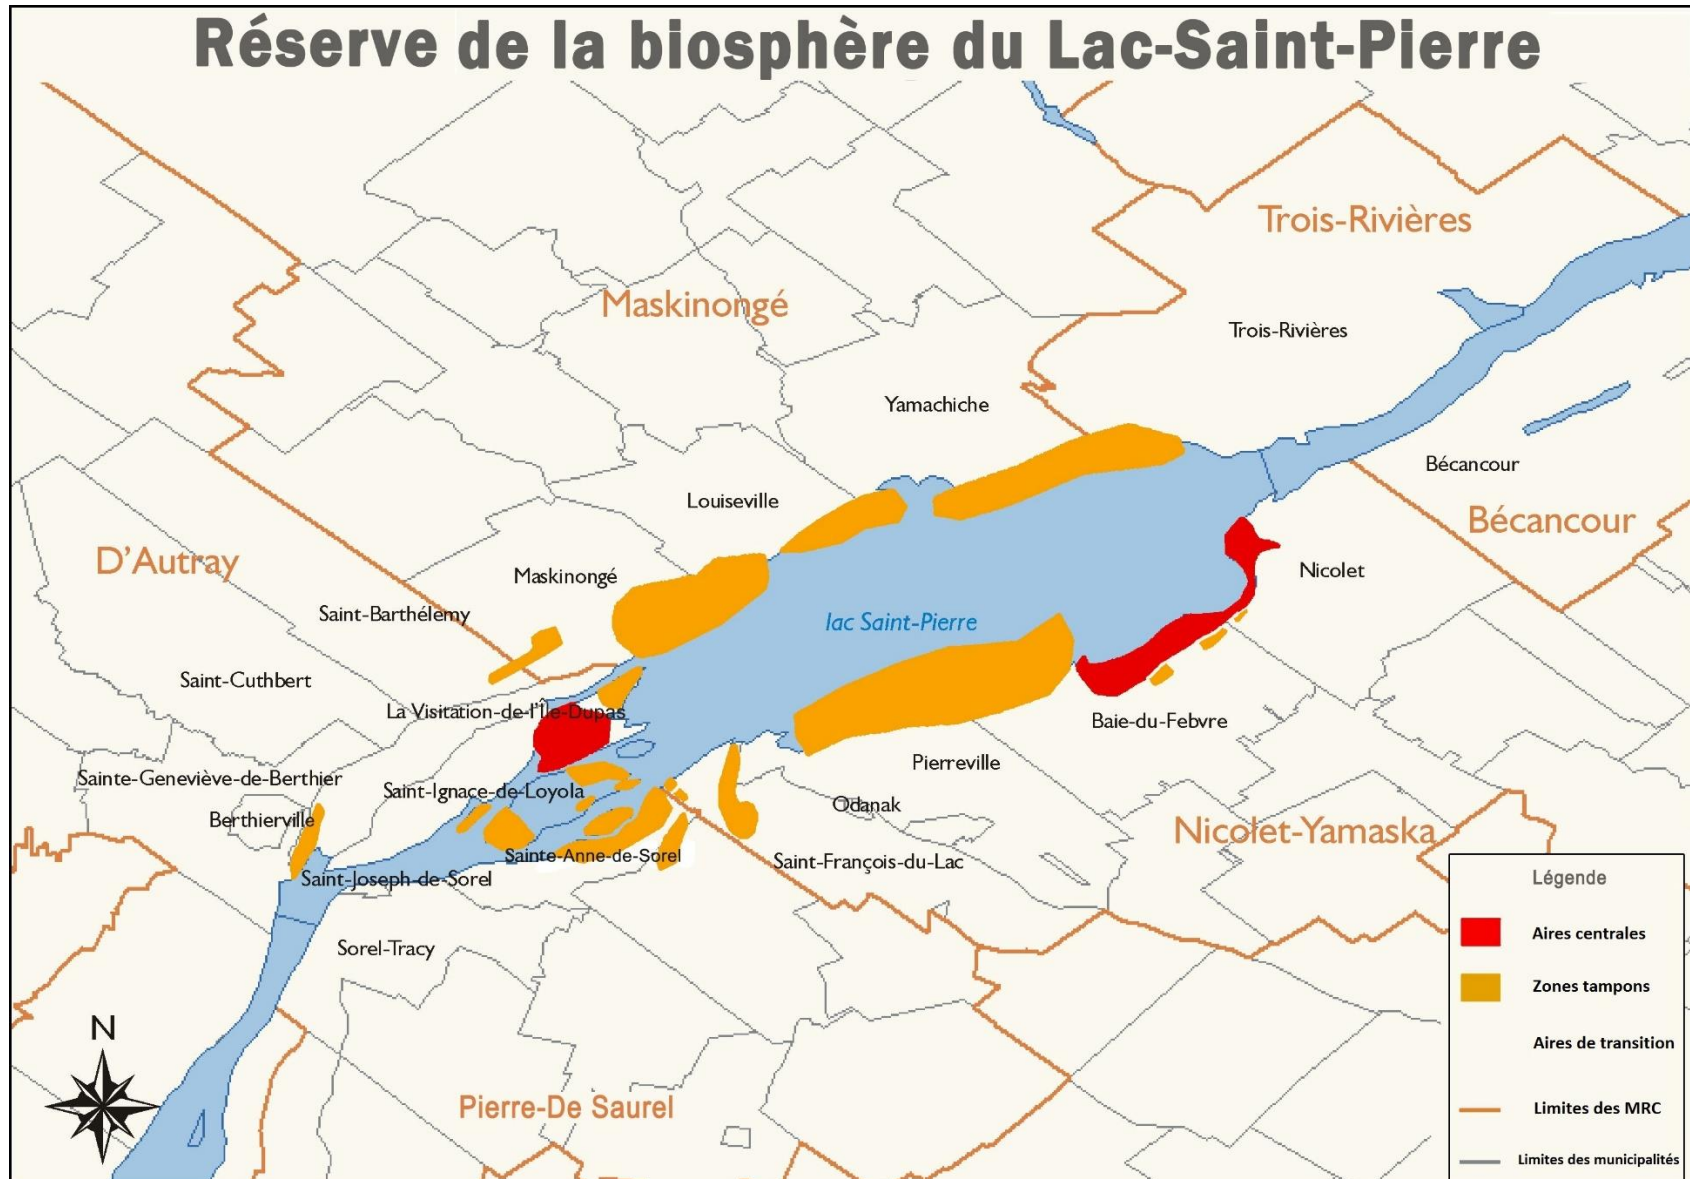 Réserve de la biosphère du Lac-Saint-Pierre
Trois-Rivières
Maskinongé
Trois-Rivières
Yamachiche
Bécancour
Louiseville
Bécancour
D'Autray
Maskinongé
Nicolet
Saint-Barthélemy
lac Saint-Pierre
Saint-Cuthbert
La Visitation-de-l'Île-Dupas
Baie-du-Febvre
Pierreville
Sainte-Geneviève-de-Berthier
Saint-Ignace-de-Loyola
Odanak
Berthierville
Nicolet-Yamaska
Sainte-Anne-de-Sorel
Saint-François-du-Lac
Saint-Joseph-de-Sorel
Sorel-Tracy
N
Pierre-De Saurel
Légende
Aires centrales
Zones tampons
Aires de transition
Limites des MRC
Limites des municipalités